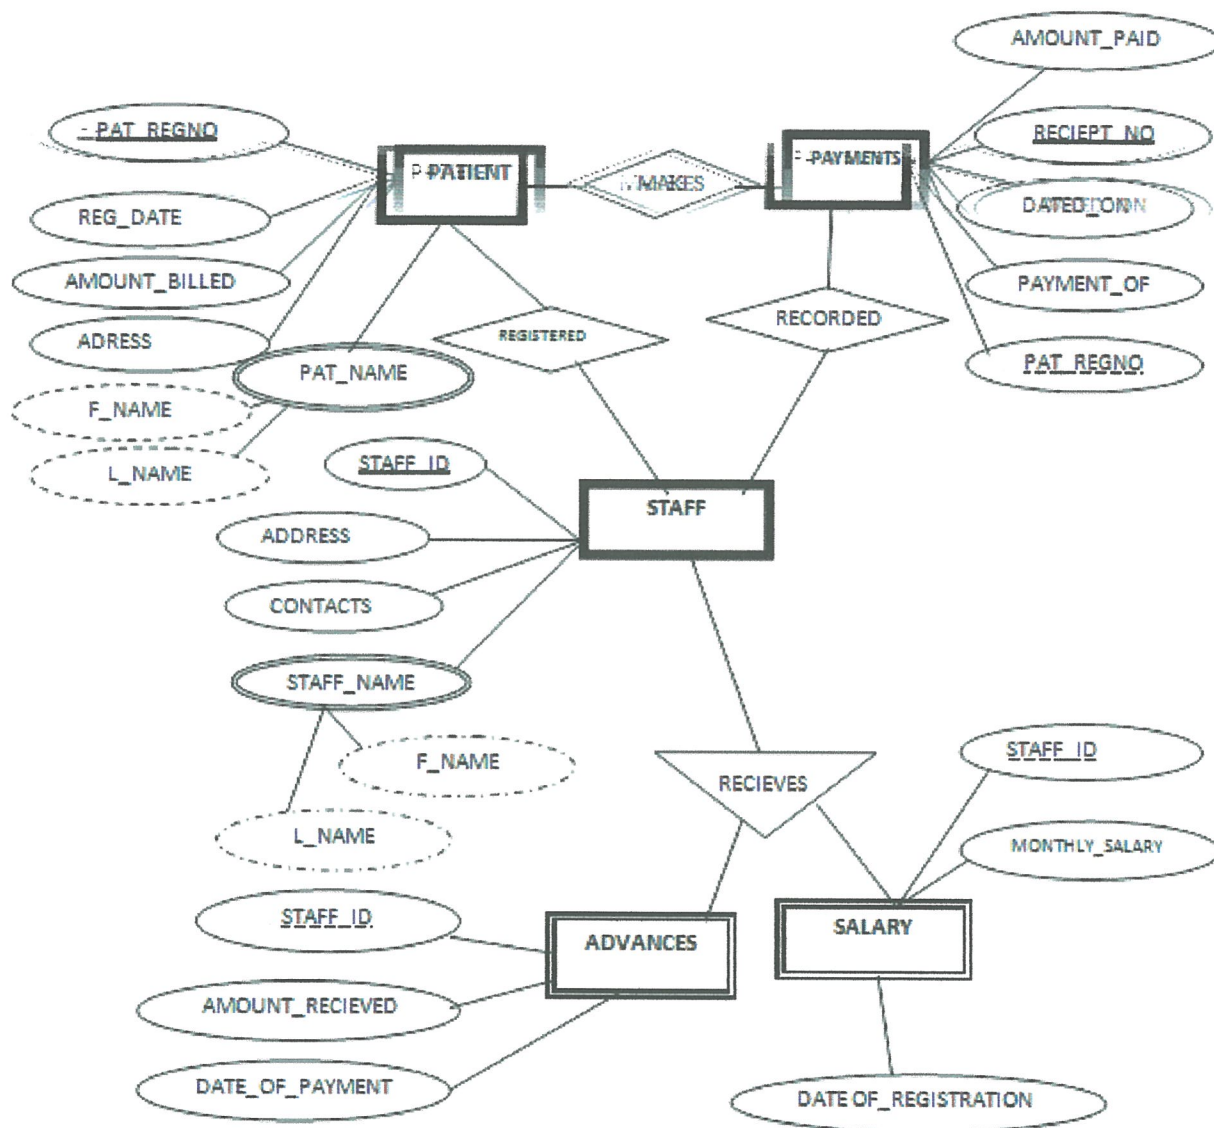 AMOUNT_PAID
PAT_REGNO
RECIEPT_NO
PATIENT
MAKES
PAYMENTS
REG_DATE
DATED_ON
AMOUNT_BILLED
PAYMENT_OF
ADRESS
REGISTERED
RECORDED
PAT_NAME
PAT_REGNO
F_NAME
L_NAME
STAFF_ID
STAFF
ADDRESS
CONTACTS
STAFF_NAME
F_NAME
L_NAME
RECIEVES
STAFF_ID
MONTHLY_SALARY
STAFF_ID
ADVANCES
SALARY
AMOUNT_RECIEVED
DATE_OF_PAYMENT
DATE OF_REGISTRATION